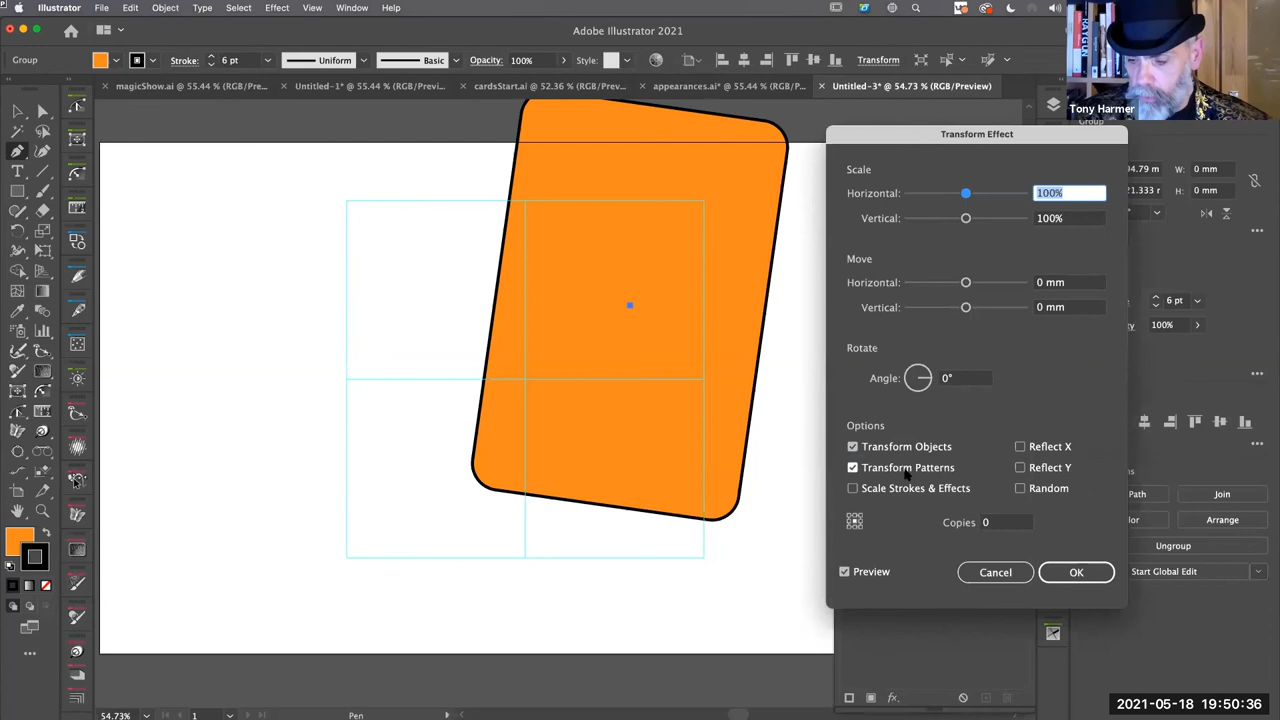 Illustrator File Edit Object Type Select Effect View Window Help
Adobe Illustrator 2021
Group Stroke: 6 pt Uniform Basic Opacity: 100% Style: Transform
magicShow.ai @ 55.44 % (RGB/Pre... Untitled-1* @ 55.44 % (RGB/Previ... cardsStart.ai @ 52.36 % (RGB/Pre... appearances.ai* @ 55.44 % (RGB/P... Untitled-3* @ 54.73 % (RGB/Preview)
Tony Harmer
Group
Transform Effect
Scale
Horizontal: 100%
Vertical: 100%
Move
Horizontal: 0 mm
Vertical: 0 mm
Rotate
Angle: 0°
Options
Transform Objects Reflect X
Transform Patterns Reflect Y
Scale Strokes & Effects Random
Copies 0
Preview Cancel OK
W: 0 mm
H: 0 mm
6 pt
100%
Path Join
Arrange
Ungroup
Start Global Edit
54.73% 1 Pen
2021-05-18 19:50:36